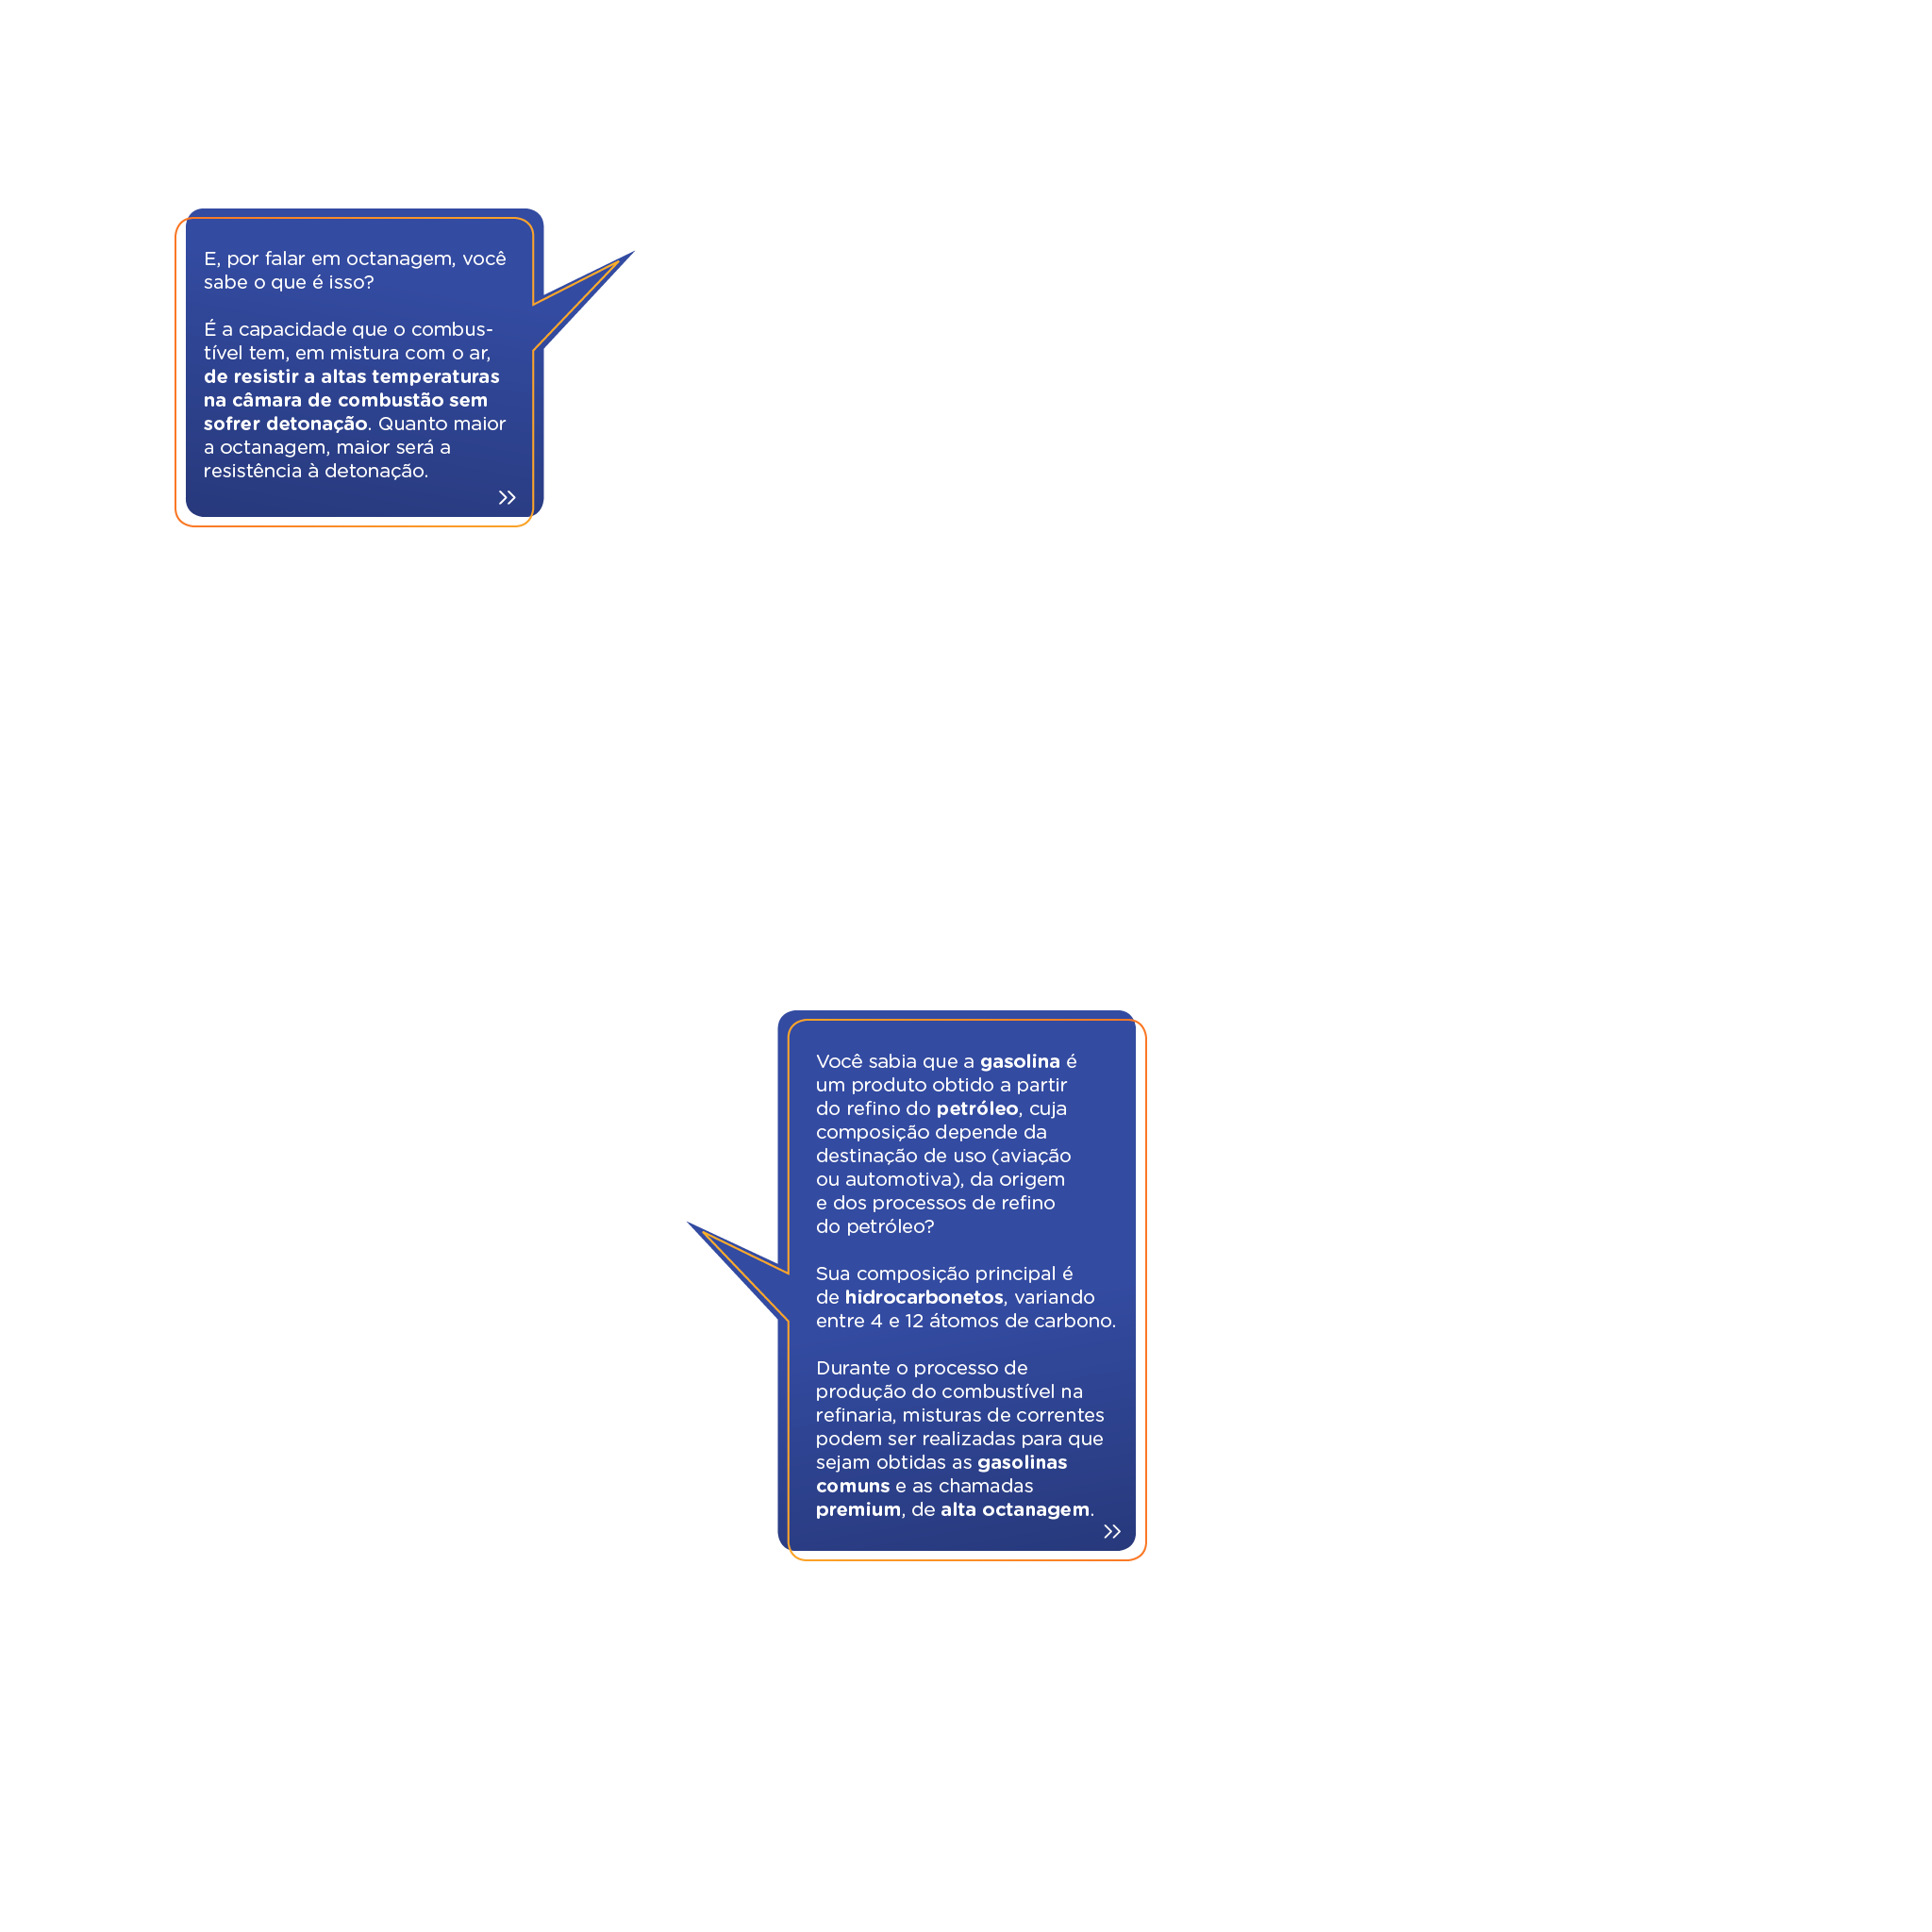 E, por falar em octanagem, você
sabe o que é isso?
É a capacidade que o combus-
tível tem, em mistura com o ar,
de resistir a altas temperaturas
na câmara de combustão sem
sofrer detonação. Quanto maior
a octanagem, maior será a
resistência à detonação.
Você sabia que a gasolina é
um produto obtido a partir
do refino do petróleo, cuja
composição depende da
destinação de uso (aviação
ou automotiva), da origem
e dos processos de refino
do petróleo?
Sua composição principal é
de hidrocarbonetos, variando
entre 4 e 12 átomos de carbono.
Durante o processo de
produção do combustível na
refinaria, misturas de correntes
podem ser realizadas para que
sejam obtidas as gasolinas
comuns e as chamadas
premium, de alta octanagem.